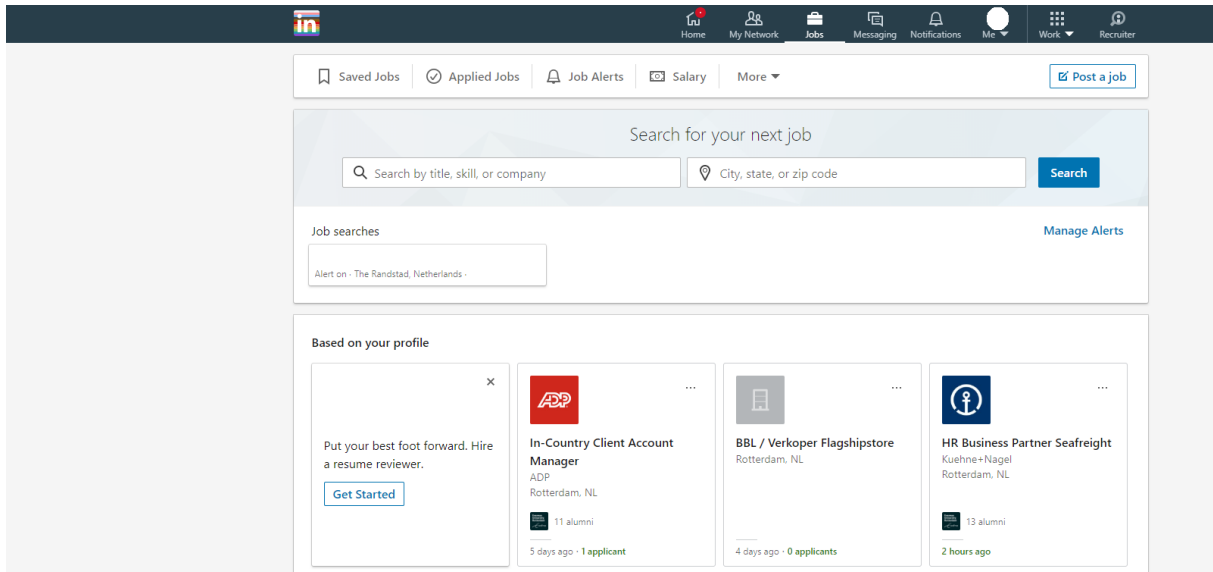 in
Home
My Network
Jobs
Messaging
Notifications
Me
Work
Recruiter
Saved Jobs
Applied Jobs
Job Alerts
Salary
More
Post a job
Search for your next job
Search by title, skill, or company
City, state, or zip code
Search
Job searches
Manage Alerts
Alert on · The Randstad, Netherlands ·
Based on your profile
×
Put your best foot forward. Hire
a resume reviewer.
Get Started
ADP
...
In-Country Client Account
Manager
ADP
Rotterdam, NL
11 alumni
5 days ago · 1 applicant
...
BBL / Verkoper Flagshipstore
Rotterdam, NL
4 days ago · 0 applicants
...
HR Business Partner Seafreight
Kuehne+Nagel
Rotterdam, NL
13 alumni
2 hours ago